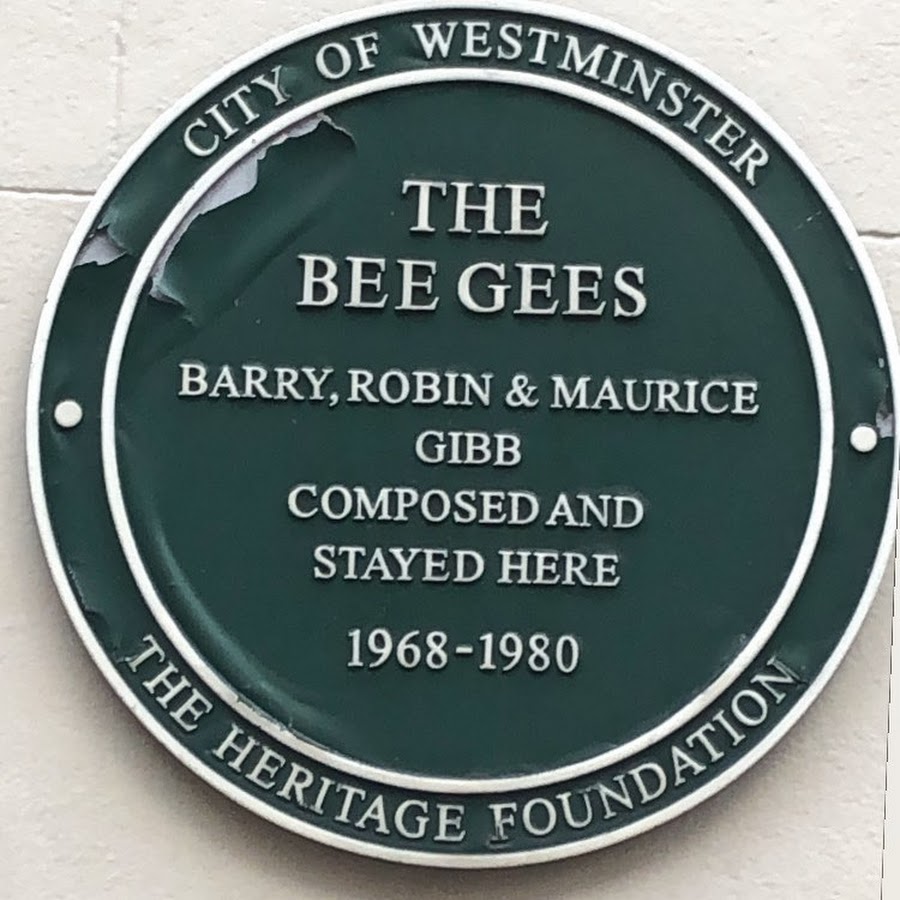 CITY OF WESTMINSTER
THE
BEE GEES
BARRY, ROBIN & MAURICE
GIBB
COMPOSED AND
STAYED HERE
1968-1980
THE HERITAGE FOUNDATION